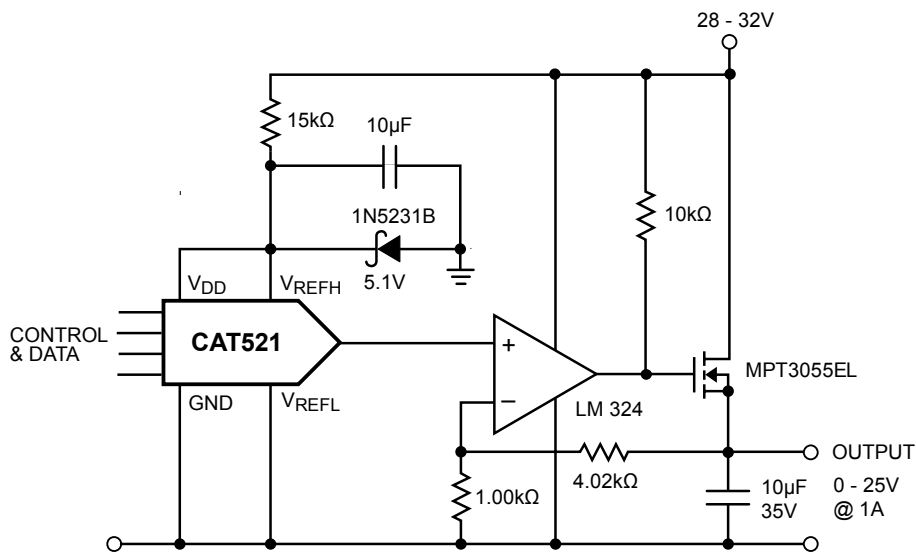 28 - 32V
15kΩ
10µF
10kΩ
1N5231B
5.1V
VDD
VREFH
CONTROL
& DATA
CAT521
+
–
LM 324
MPT3055EL
GND
VREFL
1.00kΩ
4.02kΩ
10µF
35V
OUTPUT
0 - 25V
@ 1A